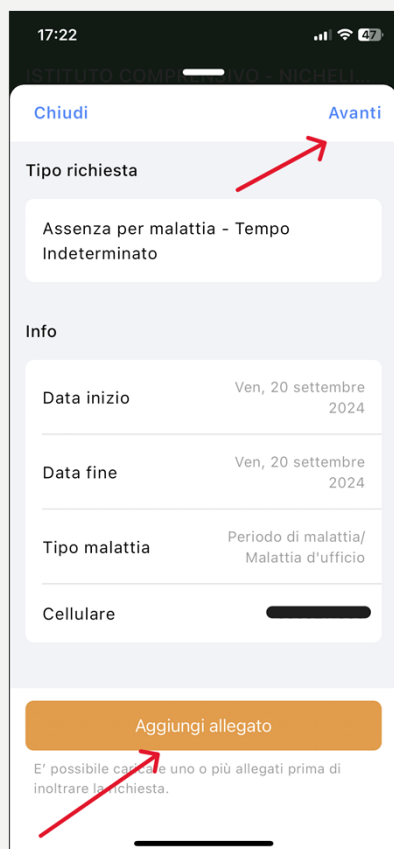 17:22
47
ISTITUTO COMPRENSIVO - NICHELI...
Chiudi
Avanti
Tipo richiesta
Assenza per malattia - Tempo
Indeterminato
Info
Data inizio
Ven, 20 settembre
2024
Data fine
Ven, 20 settembre
2024
Tipo malattia
Periodo di malattia/
Malattia d'ufficio
Cellulare
Aggiungi allegato
E' possibile caricare uno o più allegati prima di
inoltrare la richiesta.